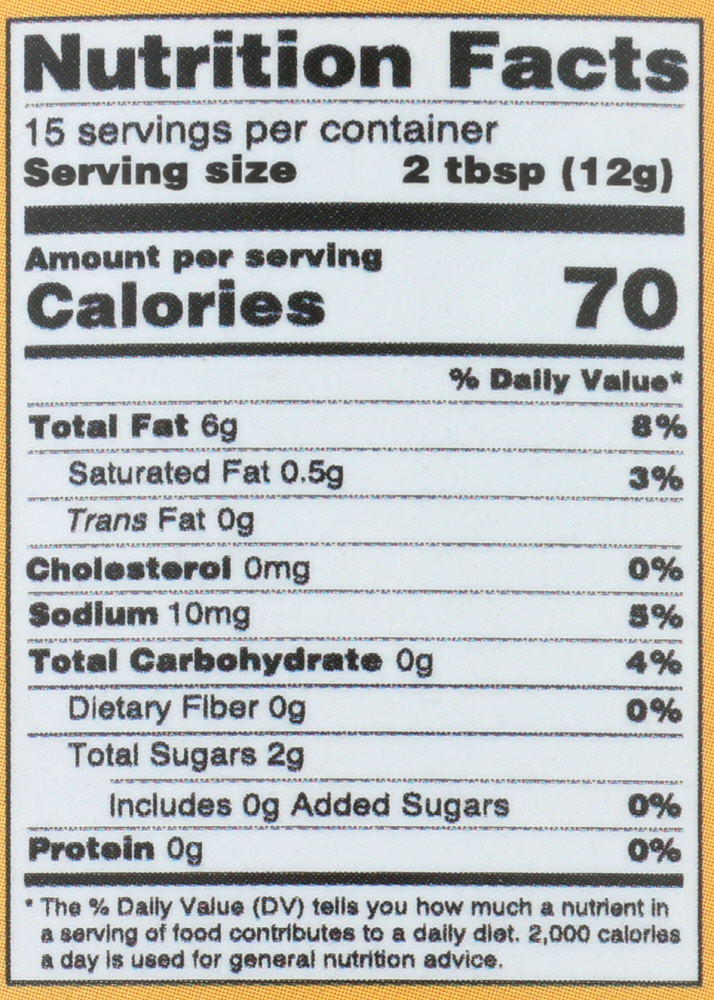 Nutrition Facts
15 servings per container
Serving size 2 tbsp (12g)
Amount per serving
Calories 70
% Daily Value*
Total Fat 6g 8%
Saturated Fat 0.5g 3%
Trans Fat 0g
Cholesterol 0mg 0%
Sodium 10mg 5%
Total Carbohydrate 0g 4%
Dietary Fiber 0g 0%
Total Sugars 2g
Includes 0g Added Sugars 0%
Protein 0g 0%
* The % Daily Value (DV) tells you how much a nutrient in
a serving of food contributes to a daily diet. 2,000 calories
a day is used for general nutrition advice.